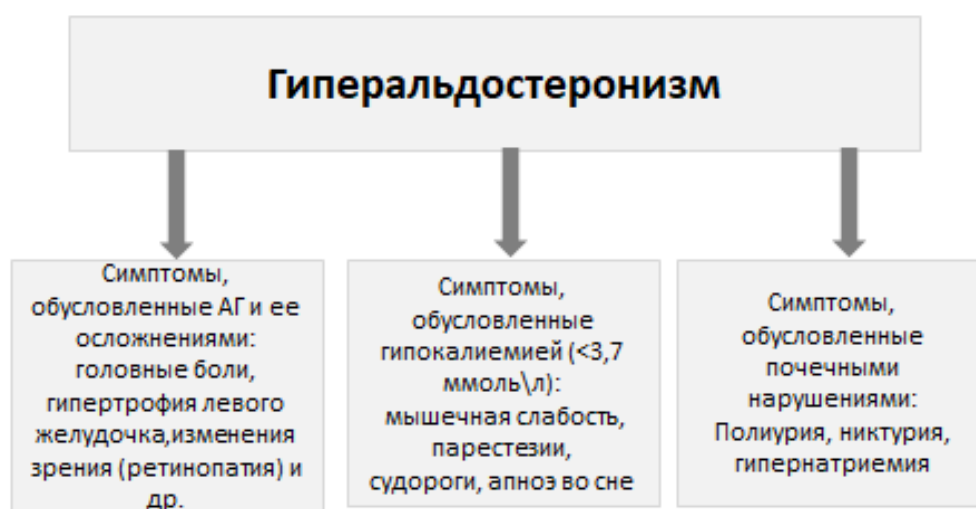 Гиперальдостеронизм
Симптомы,
обусловленные АГ и ее
осложнениями:
головные боли,
гипертрофия левого
желудочка,изменения
зрения (ретинопатия) и
др.
Симптомы,
обусловленные
гипокалиемией (<3,7
ммоль\л):
мышечная слабость,
парестезии,
судороги, апноэ во сне
Симптомы,
обусловленные
почечными
нарушениями:
Полиурия, никтурия,
гипернатриемия